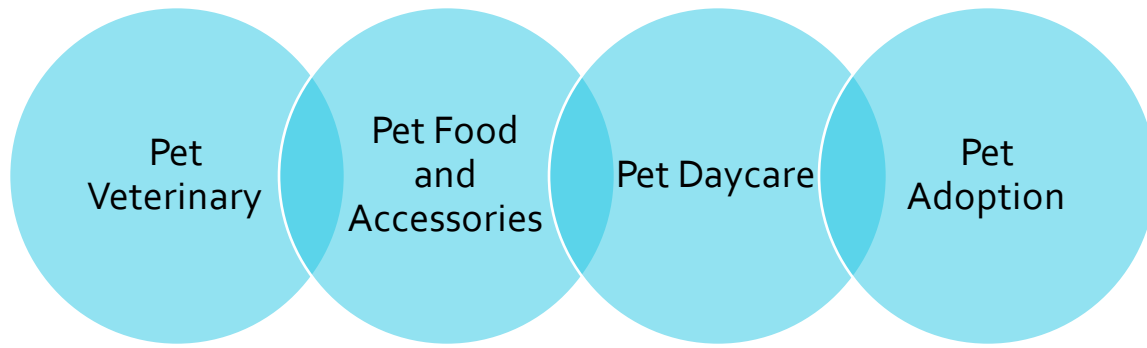 Pet
Veterinary
Pet Food
and
Accessories
Pet Daycare
Pet
Adoption